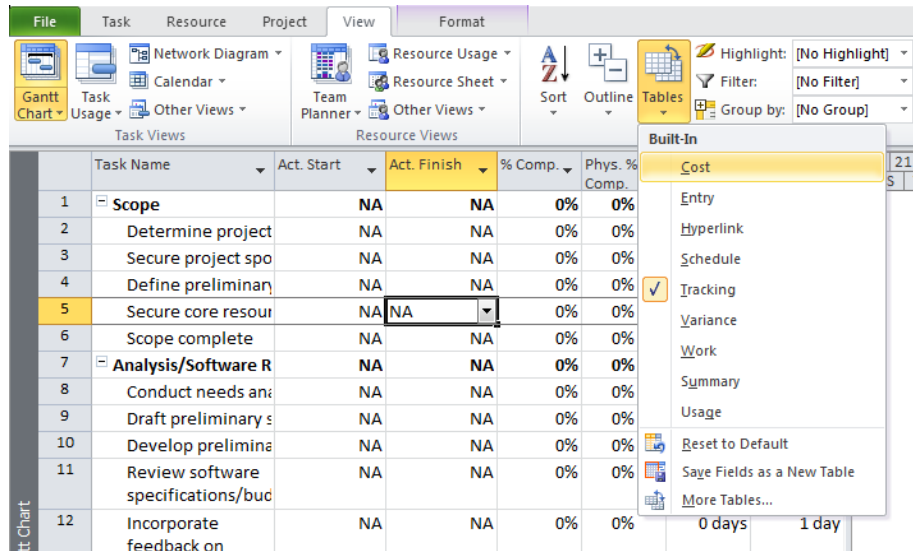 File Task Resource Project View Format
Network Diagram Resource Usage Highlight: [No Highlight]
Calendar Resource Sheet Filter: [No Filter]
Gantt Chart Task Usage Other Views Team Planner Other Views Sort Outline Tables Group by: [No Group]
Task Views Resource Views
Built-In
Cost
Entry
Hyperlink
Schedule
Tracking
Variance
Work
Summary
Usage
Reset to Default
Save Fields as a New Table
More Tables...
Task Name Act. Start Act. Finish % Comp. Phys. % Comp. 21
S
1 Scope NA NA 0% 0%
2 Determine project NA NA 0% 0%
3 Secure project spo NA NA 0% 0%
4 Define preliminary NA NA 0% 0%
5 Secure core resour NA NA 0% 0%
6 Scope complete NA NA 0% 0%
7 Analysis/Software R NA NA 0% 0%
8 Conduct needs ana NA NA 0% 0%
9 Draft preliminary s NA NA 0% 0%
10 Develop prelimina NA NA 0% 0%
11 Review software NA NA 0% 0%
specifications/bud
12 Incorporate NA NA 0% 0% 0 days 1 day
feedback on
tt Chart